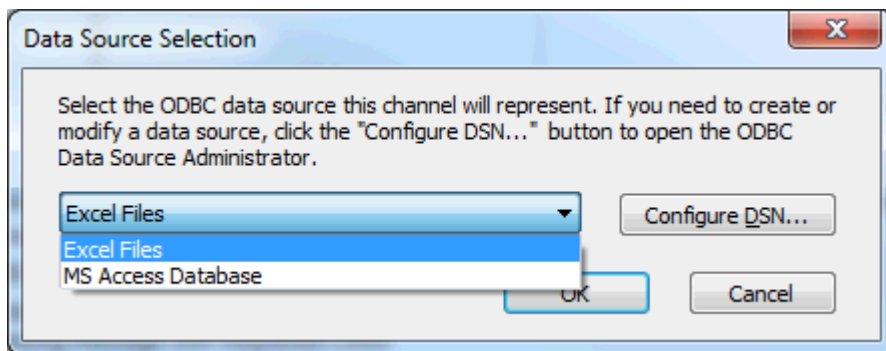 Data Source Selection
Select the ODBC data source this channel will represent. If you need to create or
modify a data source, click the "Configure DSN..." button to open the ODBC
Data Source Administrator.
Excel Files
Configure DSN...
Excel Files
MS Access Database
OK
Cancel